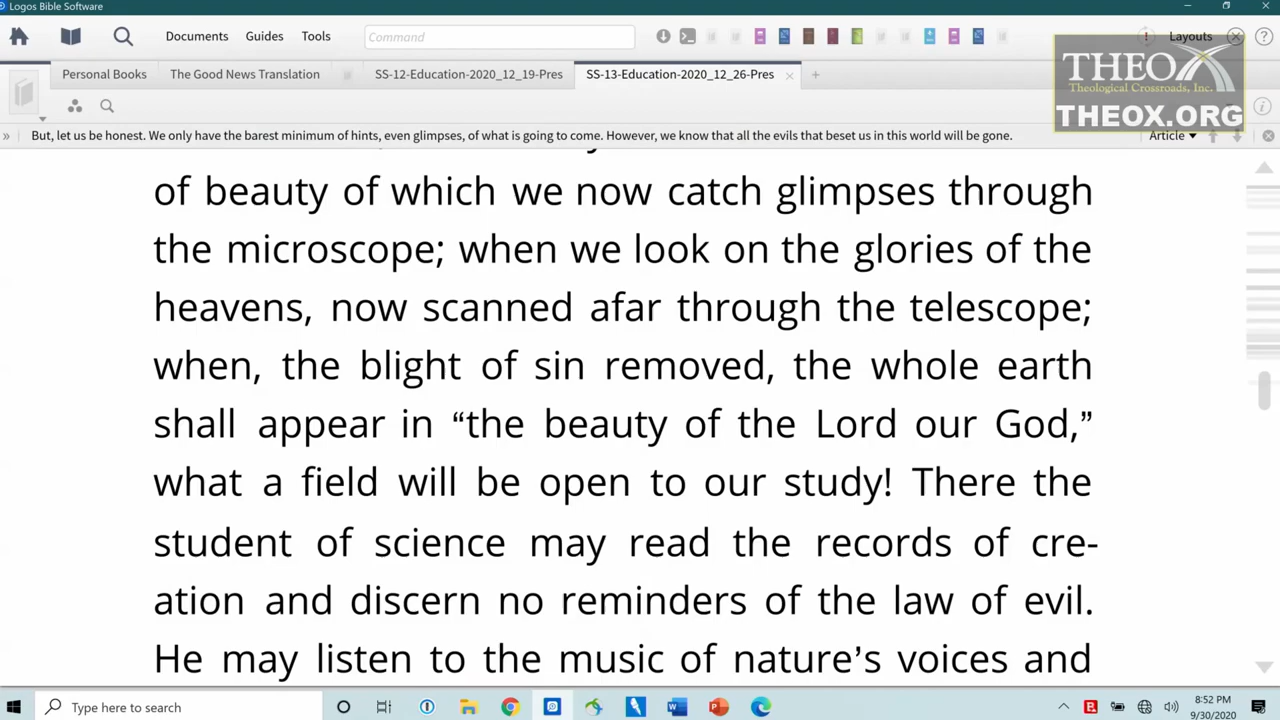 Logos Bible Software
Documents Guides Tools Command Layouts
Personal Books The Good News Translation SS-12-Education-2020_12_19-Pres SS-13-Education-2020_12_26-Pres
THEOX
Theological Crossroads, Inc.
THEOX.ORG
But, let us be honest. We only have the barest minimum of hints, even glimpses, of what is going to come. However, we know that all the evils that beset us in this world will be gone. Article
of beauty of which we now catch glimpses through
the microscope; when we look on the glories of the
heavens, now scanned afar through the telescope;
when, the blight of sin removed, the whole earth
shall appear in “the beauty of the Lord our God,”
what a field will be open to our study! There the
student of science may read the records of cre-
ation and discern no reminders of the law of evil.
He may listen to the music of nature’s voices and
Type here to search
8:52 PM
9/30/2020